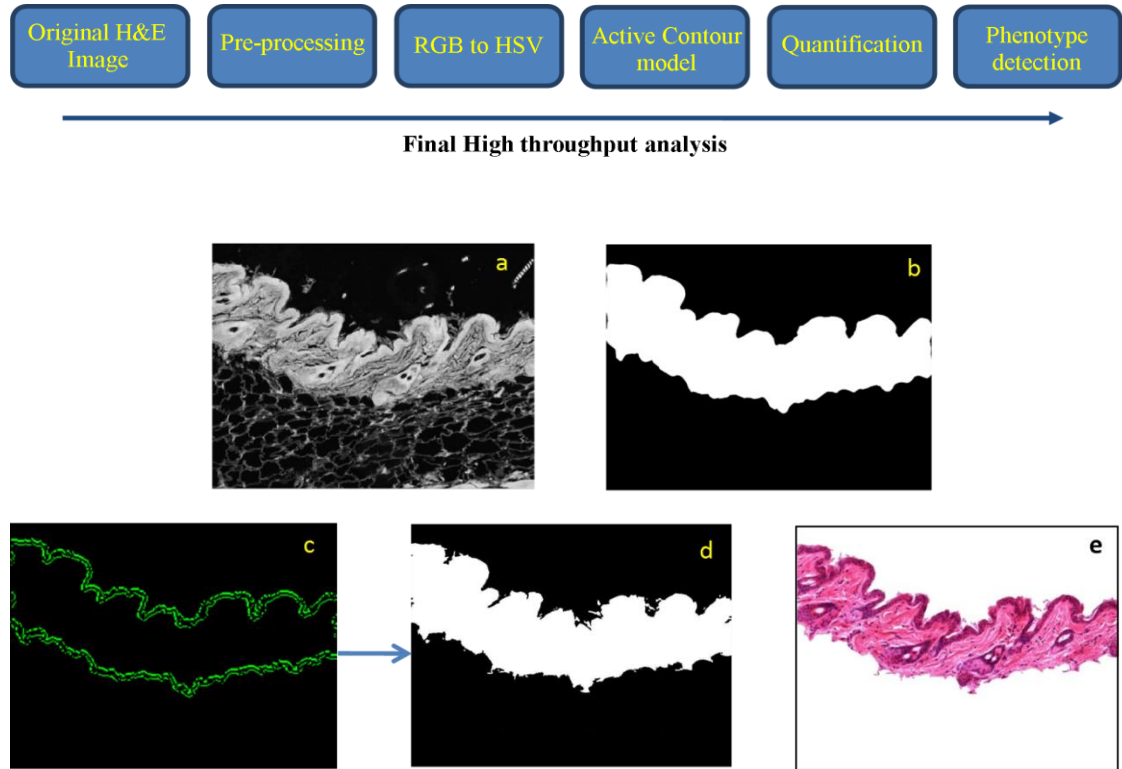 Original H&E
Image
Pre-processing
RGB to HSV
Active Contour
model
Quantification
Phenotype
detection
Final High throughput analysis
a
b
c
d
e